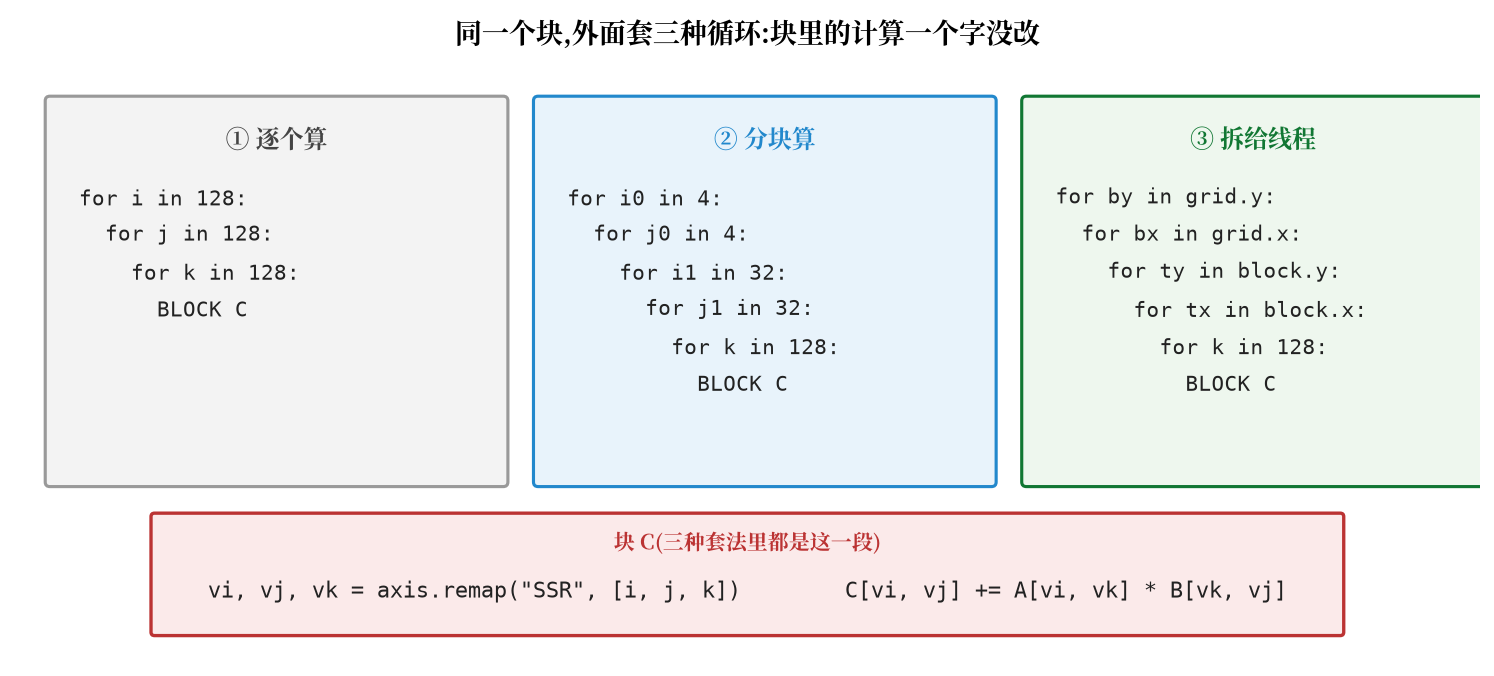 同一个块,外面套三种循环:块里的计算一个字没改
① 逐个算
for i in 128:
for j in 128:
for k in 128:
BLOCK C
② 分块算
for i0 in 4:
for j0 in 4:
for i1 in 32:
for j1 in 32:
for k in 128:
BLOCK C
③ 拆给线程
for by in grid.y:
for bx in grid.x:
for ty in block.y:
for tx in block.x:
for k in 128:
BLOCK C
块 C(三种套法里都是这一段)
vi, vj, vk = axis.remap("SSR", [i, j, k])
C[vi, vj] += A[vi, vk] * B[vk, vj]